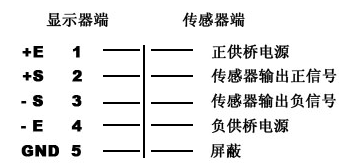 显示器端 传感器端
+E 1 正供桥电源
+S 2 传感器输出正信号
- S 3 传感器输出负信号
- E 4 负供桥电源
GND 5 屏蔽